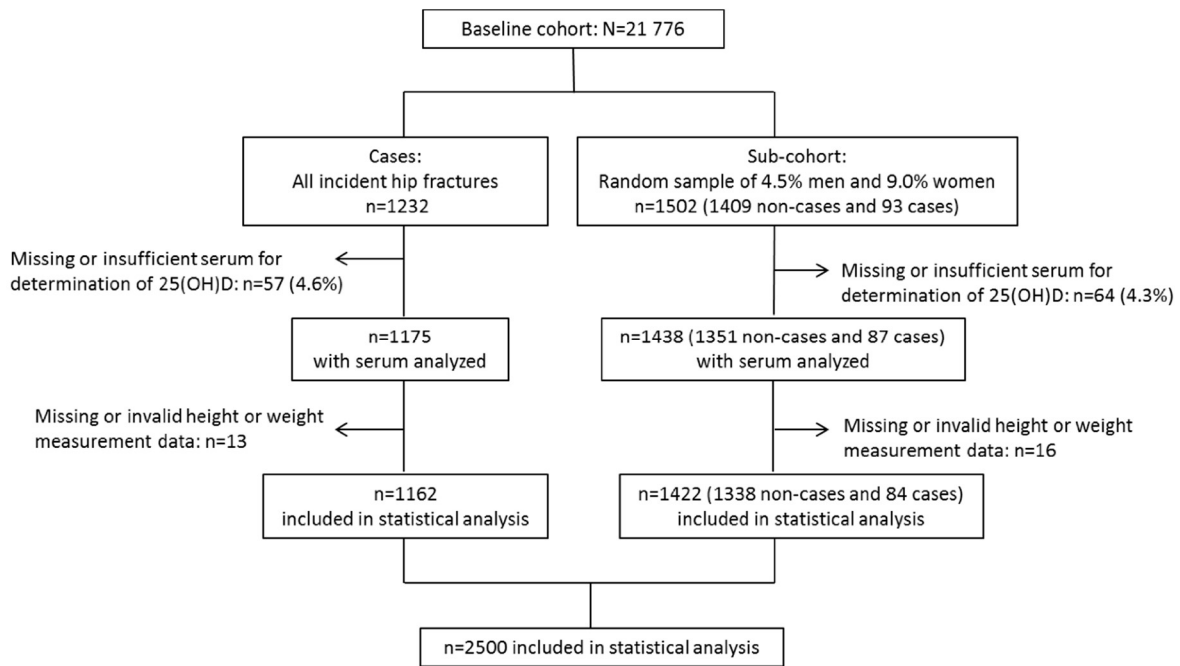 Baseline cohort: N=21 776
Cases:
All incident hip fractures
n=1232
Sub-cohort:
Random sample of 4.5% men and 9.0% women
n=1502 (1409 non-cases and 93 cases)
Missing or insufficient serum for
determination of 25(OH)D: n=57 (4.6%)
Missing or insufficient serum for
determination of 25(OH)D: n=64 (4.3%)
n=1175
with serum analyzed
n=1438 (1351 non-cases and 87 cases)
with serum analyzed
Missing or invalid height or weight
measurement data: n=13
Missing or invalid height or weight
measurement data: n=16
n=1162
included in statistical analysis
n=1422 (1338 non-cases and 84 cases)
included in statistical analysis
n=2500 included in statistical analysis